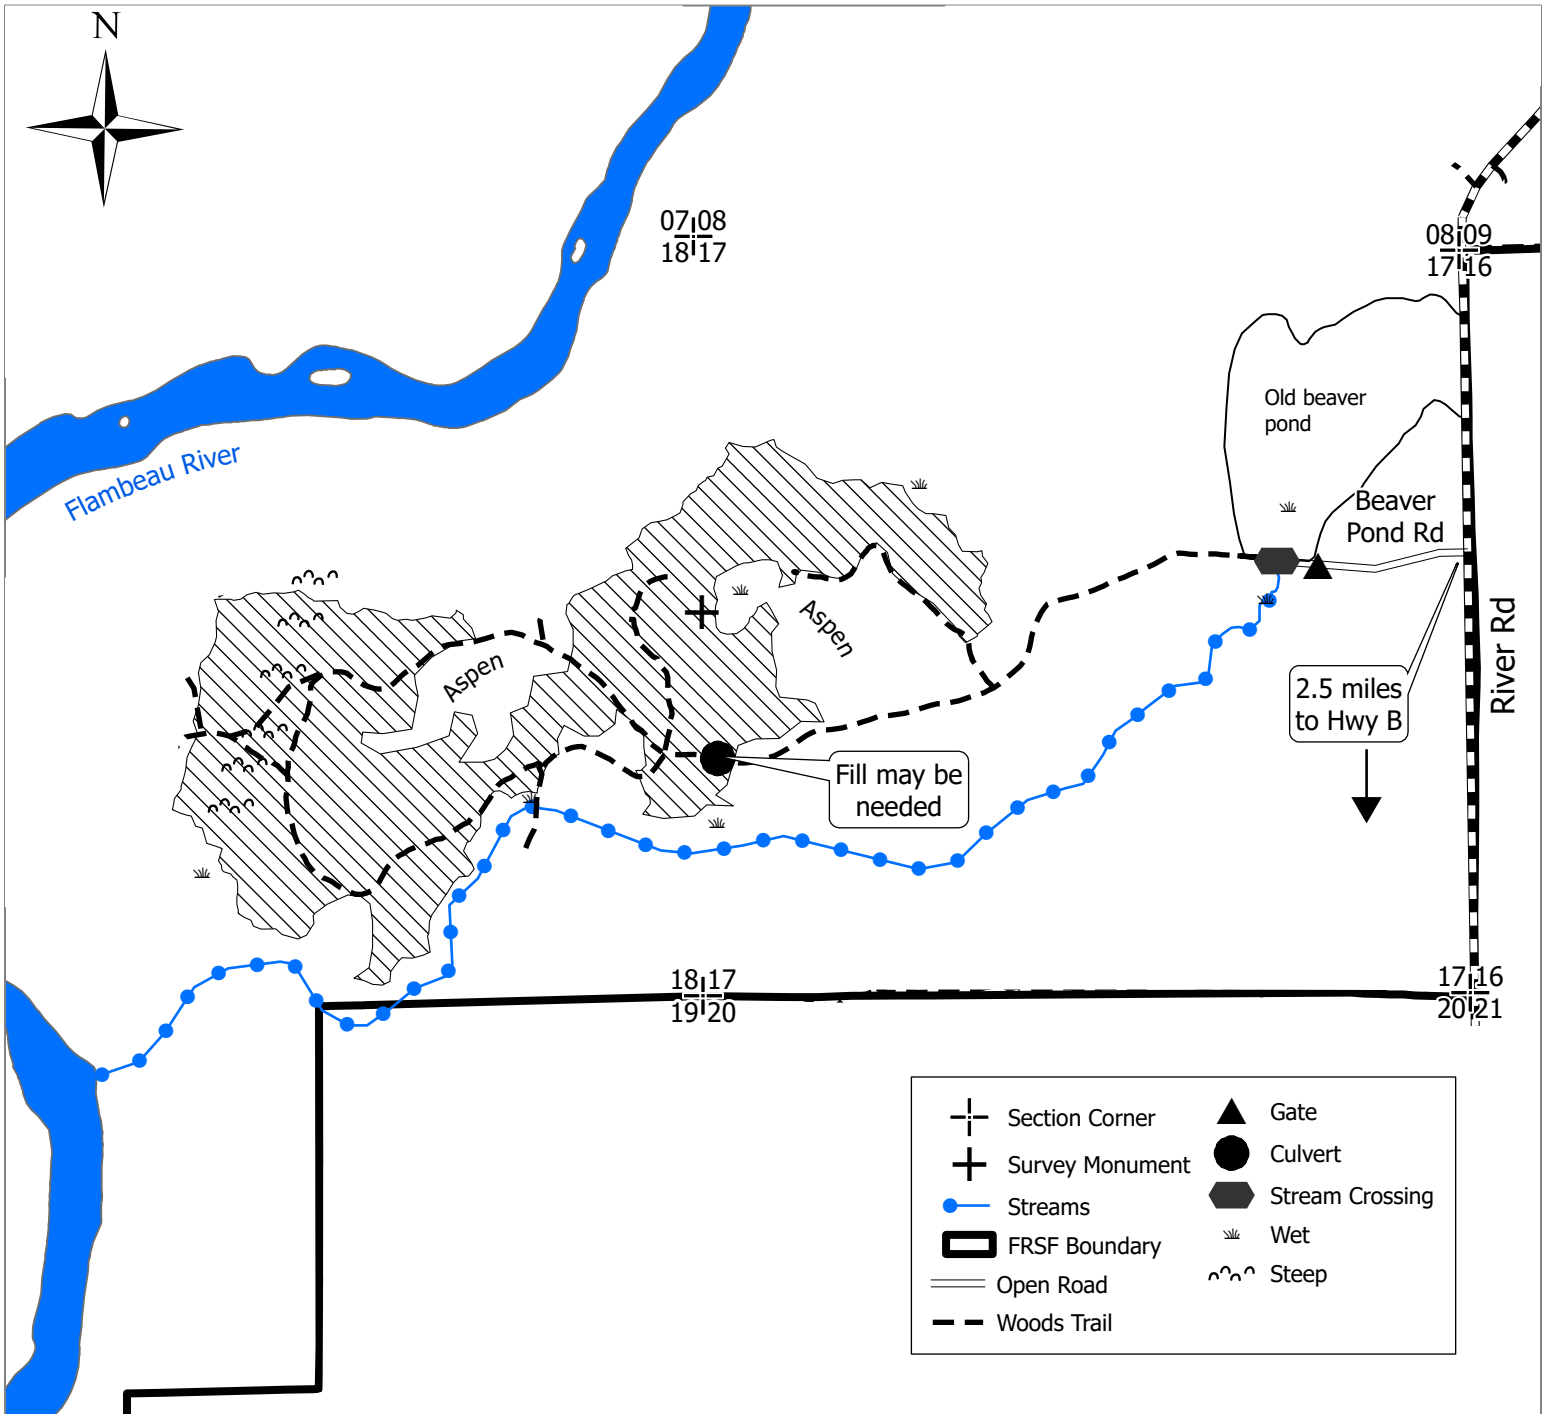 N
07 08
18 17
08 09
17 16
Flambeau River
Old beaver
pond
Beaver
Pond Rd
Aspen
Aspen
River Rd
2.5 miles
to Hwy B
Fill may be
needed
18 17
19 20
17 16
20 21
Section Corner
Survey Monument
Streams
FRSF Boundary
Open Road
Woods Trail
Gate
Culvert
Stream Crossing
Wet
Steep